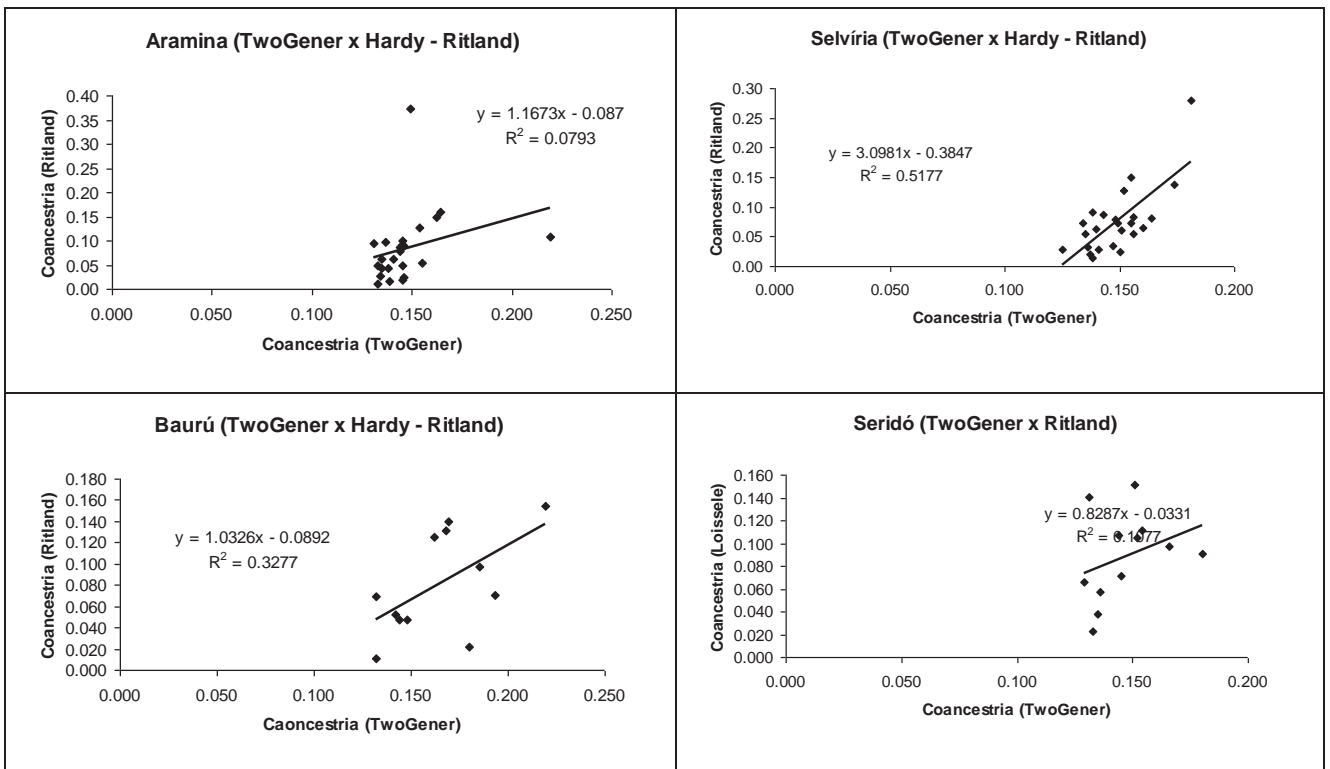 Aramina (TwoGener x Hardy - Ritland)
Coancestria (Ritland)
0.40
0.35
0.30
0.25
0.20
0.15
0.10
0.05
0.00
y = 1.1673x - 0.087
R² = 0.0793
0.000 0.050 0.100 0.150 0.200 0.250
Coancestria (TwoGener)
Selvíria (TwoGener x Hardy - Ritland)
Coancestria (Ritland)
0.30
0.20
0.15
0.10
0.05
0.00
y = 3.0981x - 0.3847
R² = 0.5177
0.000 0.050 0.100 0.150 0.200
Coancestria (TwoGener)
Baurú (TwoGener x Hardy - Ritland)
Coancestria (Ritland)
0.180
0.160
0.140
0.120
0.100
0.080
0.060
0.040
0.020
0.000
y = 1.0326x - 0.0892
R² = 0.3277
0.000 0.050 0.100 0.150 0.200 0.250
Caoncestria (TwoGener)
Seridó (TwoGener x Ritland)
Coancestria (Loissele)
0.160
0.140
0.120
0.100
0.080
0.060
0.040
0.020
0.000
y = 0.8287x - 0.0331
R² =
0.000 0.050 0.100 0.150 0.200
Coancestria (TwoGener)